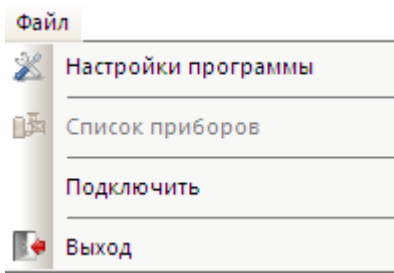 Файл
Настройки программы
Список приборов
Подключить
Выход